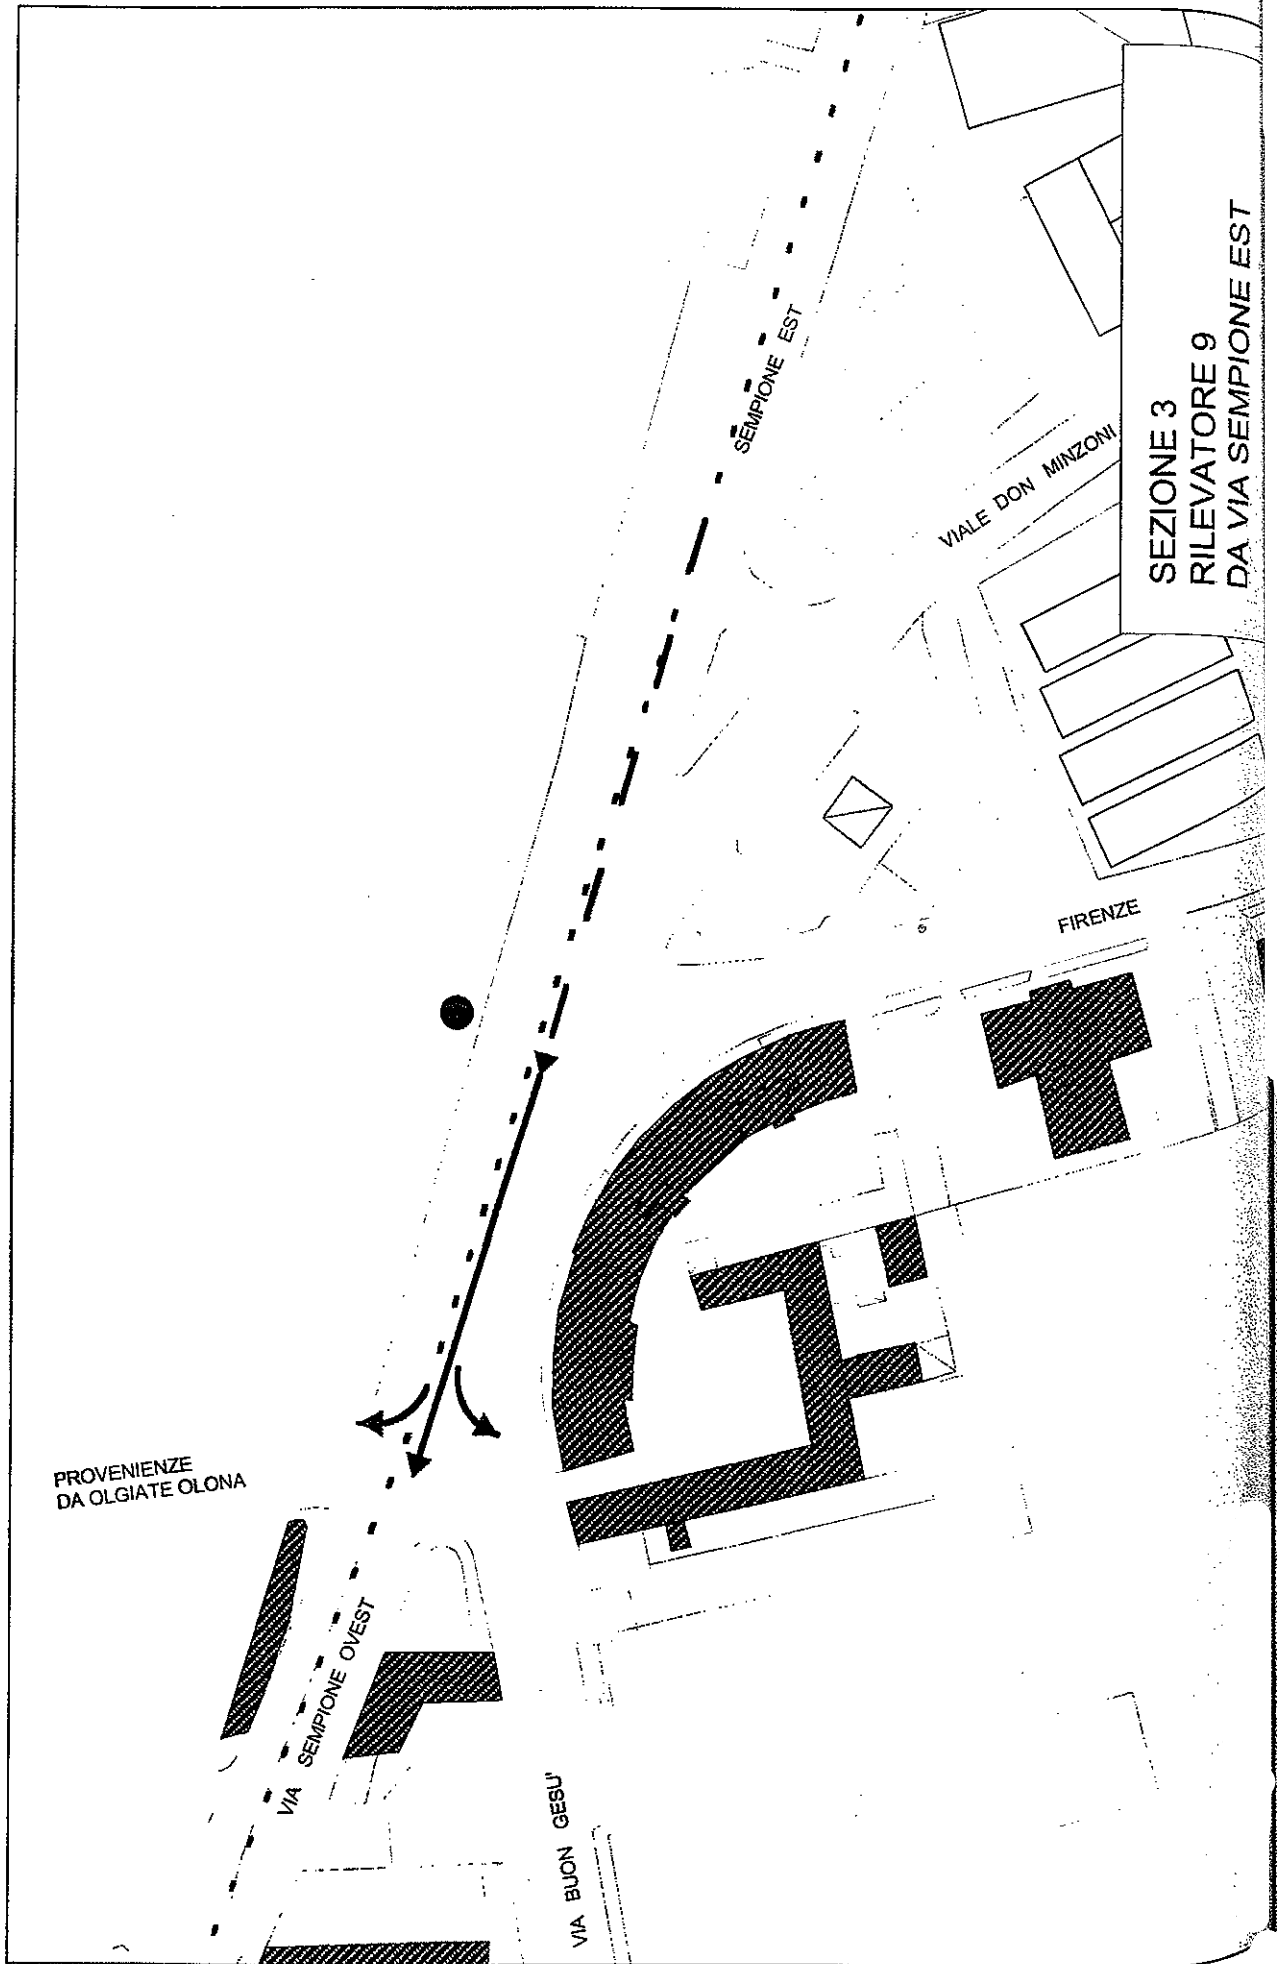 SEZIONE 3
RILEVATORE 9
DA VIA SEMPIONE EST
SEMPIONE EST
VIALE DON MINZONI
FIRENZE
PROVENIENZE
DA OLGIATE OLONA
VIA SEMPIONE OVEST
VIA BUON GESU'